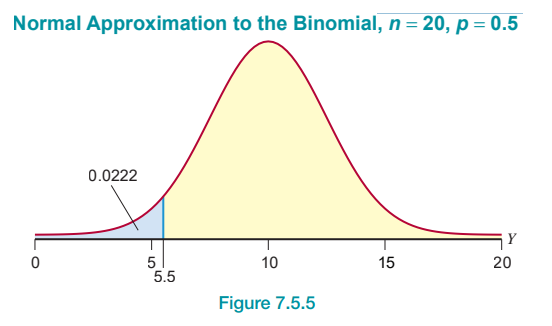 Normal Approximation to the Binomial, n = 20, p = 0.5
0.0222
Y
0 5 10 15 20
5.5
Figure 7.5.5